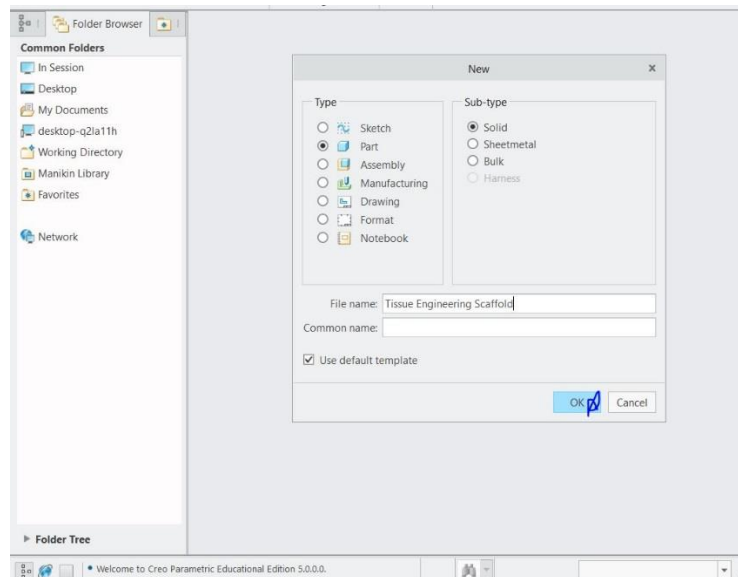 Folder Browser
Common Folders
In Session
Desktop
My Documents
desktop-q2la11h
Working Directory
Manikin Library
Favorites
Network
Folder Tree
New
Type
Sketch
Part
Assembly
Manufacturing
Drawing
Format
Notebook
Sub-type
Solid
Sheetmetal
Bulk
Harness
File name: Tissue Engineering Scaffold
Common name:
Use default template
OK
Cancel
• Welcome to Creo Parametric Educational Edition 5.0.0.0.